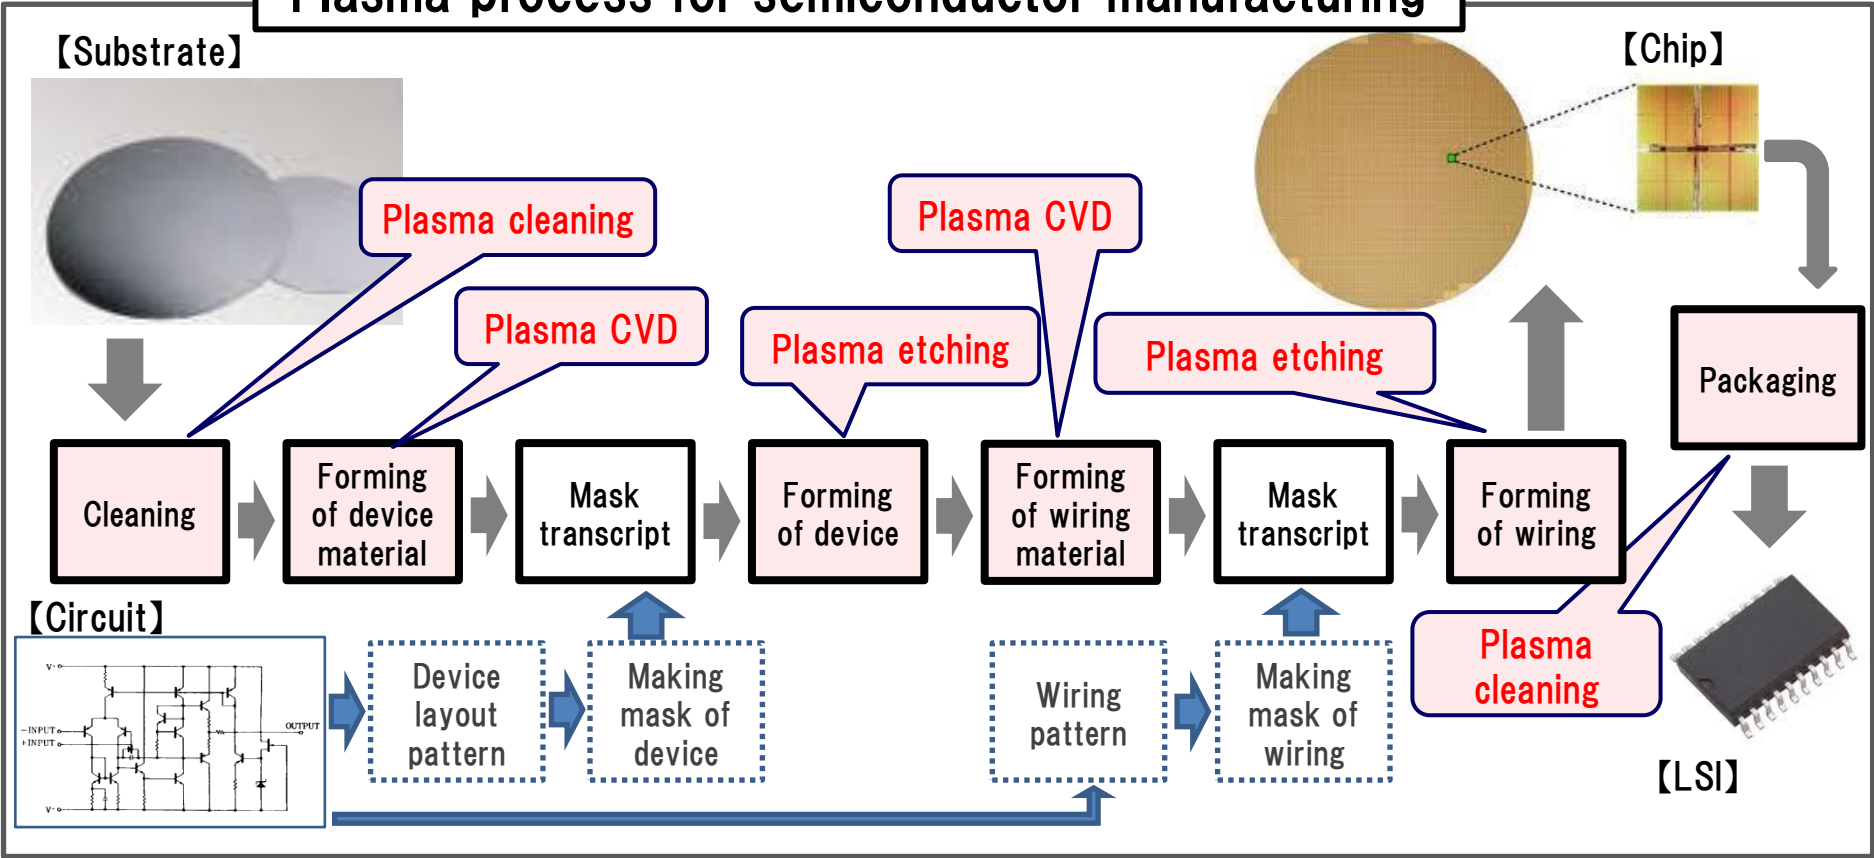 Plasma process for semiconductor manufacturing
【Substrate】
【Chip】
Plasma cleaning
Plasma CVD
Plasma CVD
Plasma etching
Plasma etching
Packaging
Cleaning
Forming
of device
material
Mask
transcript
Forming
of device
Forming
of wiring
material
Mask
transcript
Forming
of wiring
【Circuit】
V+
-INPUT
+INPUT
OUTPUT
V-
Device
layout
pattern
Making
mask of
device
Wiring
pattern
Making
mask of
wiring
Plasma
cleaning
【LSI】